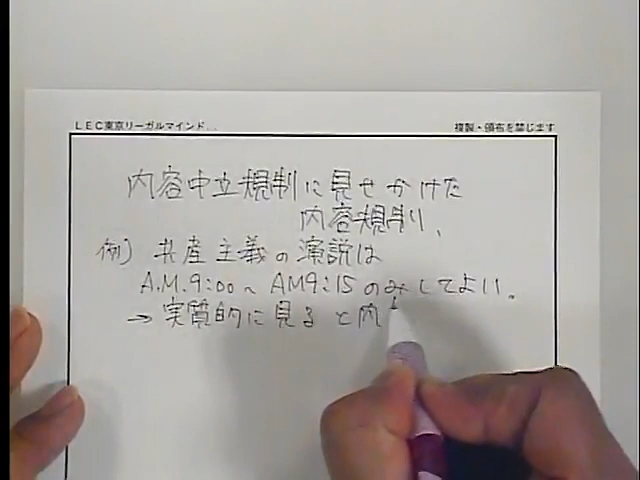 LEC東京リーガルマインド
複製・頒布を禁じます
内容中立規制に見せかけた
内容規制。
例) 共産主義の演説は
A.M.9:00〜AM9:15のみしてよい。
→実質的に見ると内